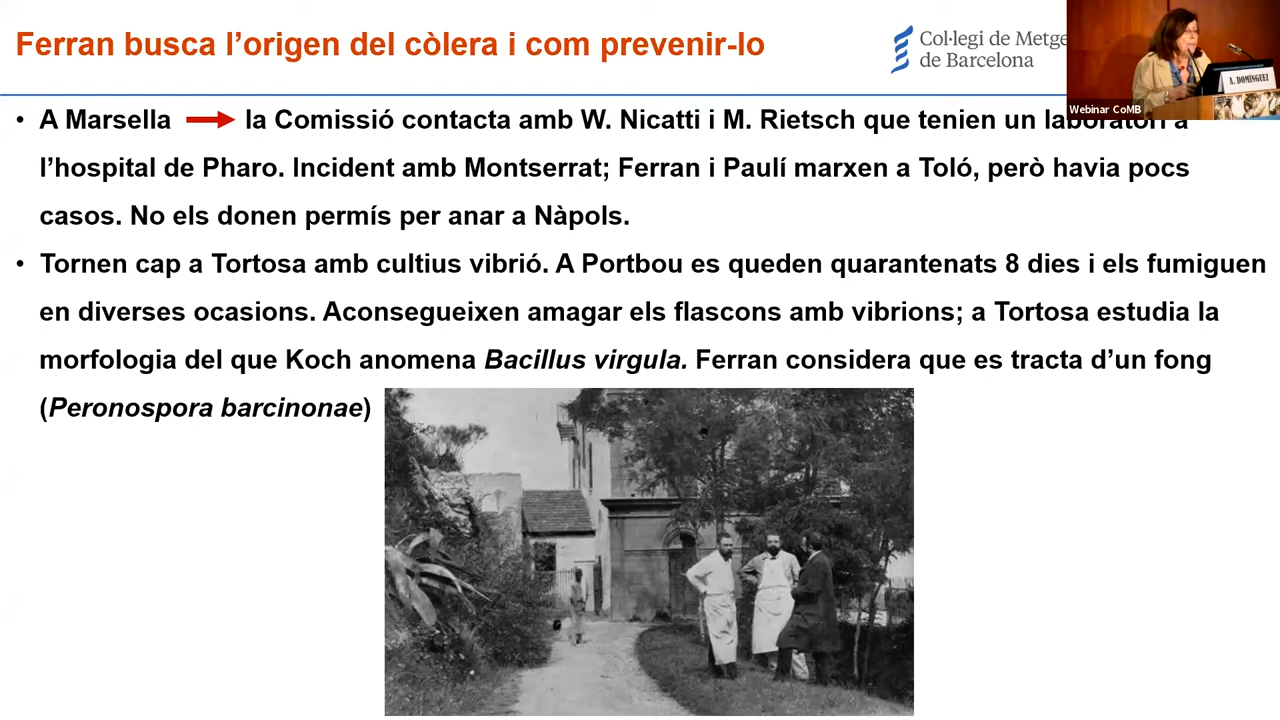 Ferran busca l’origen del còlera i com prevenir-lo
Col·legi de Metge
de Barcelona
A. DOMÍNGUEZ
Webinar CoMB
• A Marsella la Comissió contacta amb W. Nicatti i M. Rietsch que tenien un laboratori a
l’hospital de Pharo. Incident amb Montserrat; Ferran i Paulí marxen a Toló, però havia pocs
casos. No els donen permís per anar a Nàpols.
• Tornen cap a Tortosa amb cultius vibrió. A Portbou es queden quarantenats 8 dies i els fumiguen
en diverses ocasions. Aconsegueixen amagar els flascons amb vibrions; a Tortosa estudia la
morfologia del que Koch anomena Bacillus virgula. Ferran considera que es tracta d’un fong
(Peronospora barcinonae)